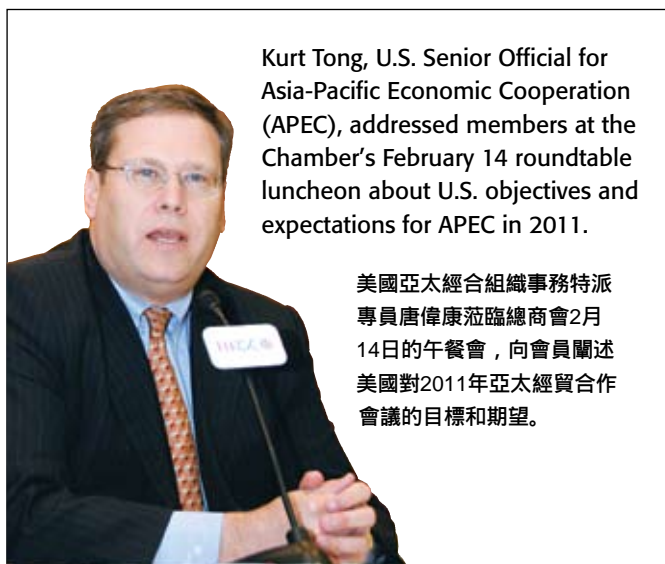 Kurt Tong, U.S. Senior Official for
Asia-Pacific Economic Cooperation
(APEC), addressed members at the
Chamber's February 14 roundtable
luncheon about U.S. objectives and
expectations for APEC in 2011.
美國亞太經合組織事務特派
專員唐偉康蒞臨總商會2月
14日的午餐會，向會員闡述
美國對2011年亞太經貿合作
會議的目標和期望。